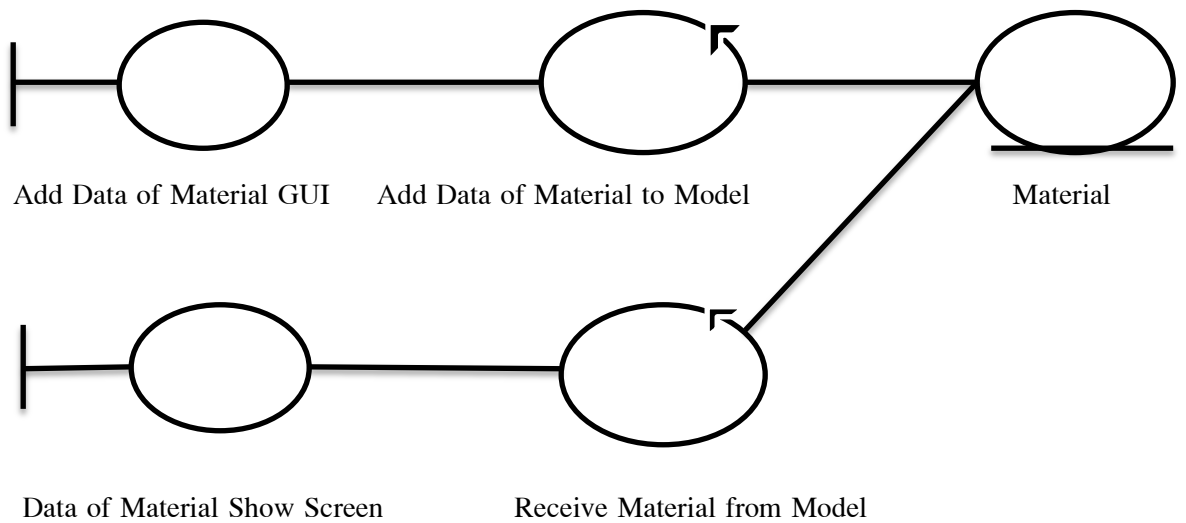 Add Data of Material GUI
Add Data of Material to Model
Material
Data of Material Show Screen
Receive Material from Model